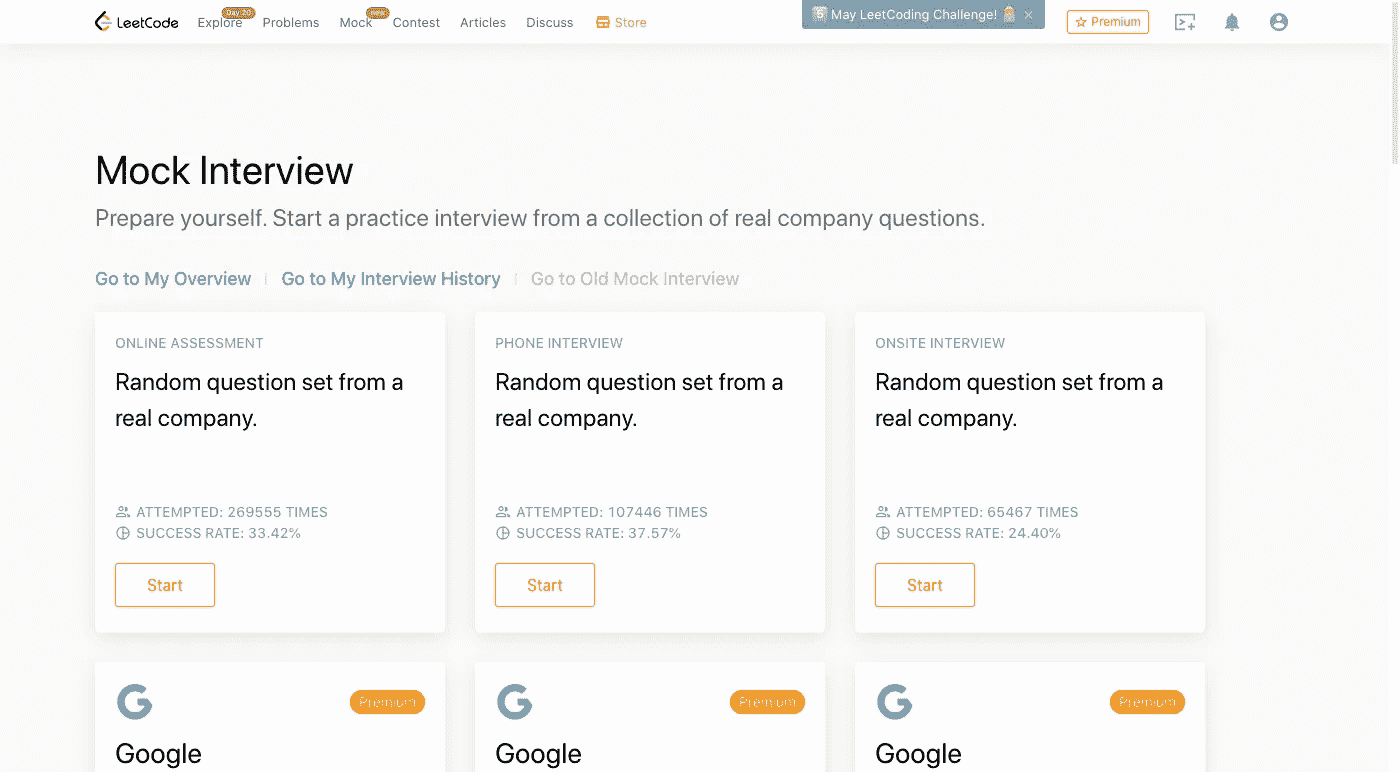 LeetCode Explore Day 20 Problems Mock new Contest Articles Discuss Store 5 May LeetCoding Challenge! × Premium
Mock Interview
Prepare yourself. Start a practice interview from a collection of real company questions.
Go to My Overview | Go to My Interview History | Go to Old Mock Interview
ONLINE ASSESSMENT
Random question set from a
real company.
ATTEMPTED: 269555 TIMES
SUCCESS RATE: 33.42%
Start
PHONE INTERVIEW
Random question set from a
real company.
ATTEMPTED: 107446 TIMES
SUCCESS RATE: 37.57%
Start
ONSITE INTERVIEW
Random question set from a
real company.
ATTEMPTED: 65467 TIMES
SUCCESS RATE: 24.40%
Start
G Premium
Google
G Premium
Google
G Premium
Google